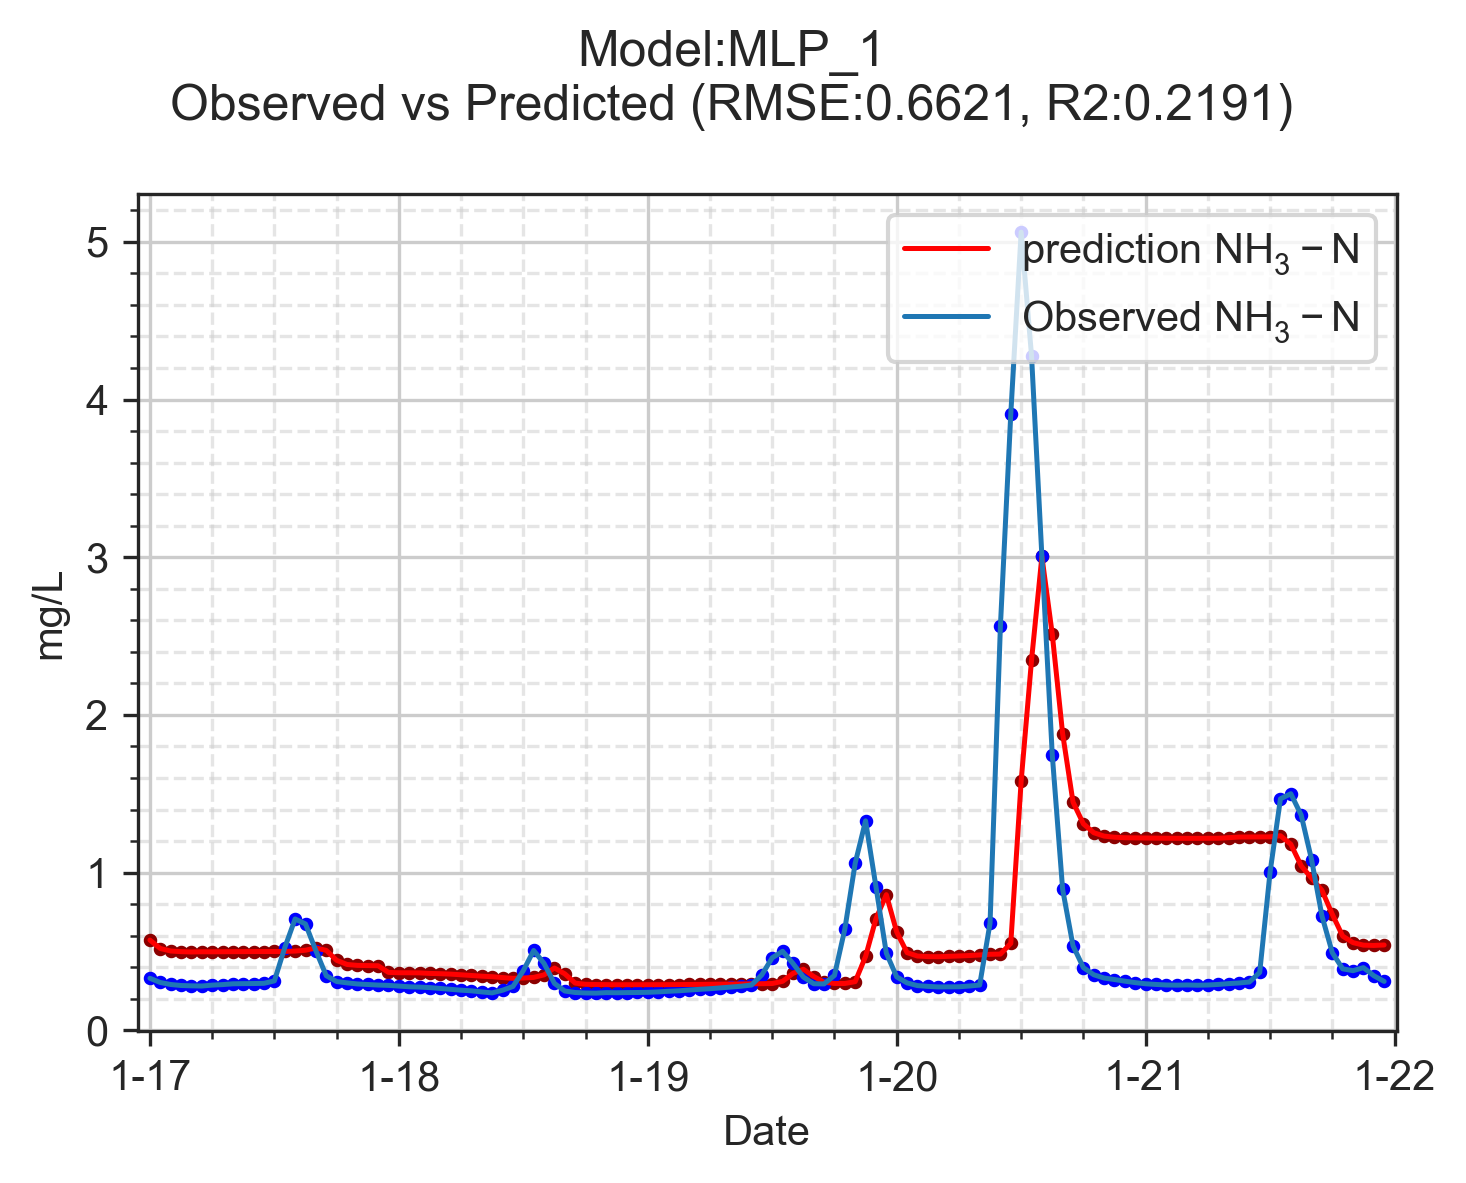 Model:MLP_1
Observed vs Predicted (RMSE:0.6621, R2:0.2191)
prediction NH₃ − N
Observed NH₃ − N
5
4
3
2
1
0
mg/L
1-17 1-18 1-19 1-20 1-21 1-22
Date